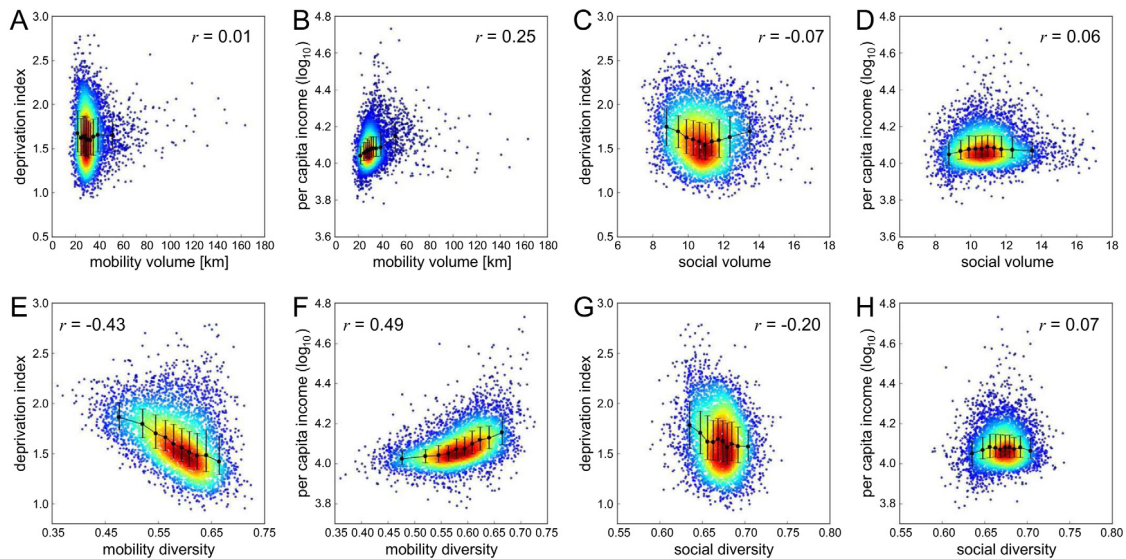 A
r = 0.01
deprivation index
3.0
2.5
2.0
1.5
1.0
0.5
0 20 40 60 80 100 120 140 160 180
mobility volume [km]
B
r = 0.25
per capita income (log10)
4.8
4.6
4.4
4.2
4.0
3.8
3.6
0 20 40 60 80 100 120 140 160 180
mobility volume [km]
C
r = -0.07
deprivation index
3.0
2.5
2.0
1.5
1.0
0.5
6 8 10 12 14 16 18
social volume
D
r = 0.06
per capita income (log10)
4.8
4.6
4.4
4.2
4.0
3.8
3.6
6 8 10 12 14 16 18
social volume
E
r = -0.43
deprivation index
3.0
2.5
2.0
1.5
1.0
0.35 0.45 0.55 0.65 0.75
mobility diversity
F
r = 0.49
per capita income (log10)
4.8
4.6
4.4
4.2
4.0
3.8
0.35 0.40 0.45 0.50 0.55 0.60 0.65 0.70 0.75
mobility diversity
G
r = -0.20
deprivation index
3.0
2.5
2.0
1.5
1.0
0.55 0.60 0.65 0.70 0.75 0.80
social diversity
H
r = 0.07
per capita income (log10)
4.8
4.6
4.4
4.2
4.0
3.8
0.55 0.60 0.65 0.70 0.75 0.80
social diversity